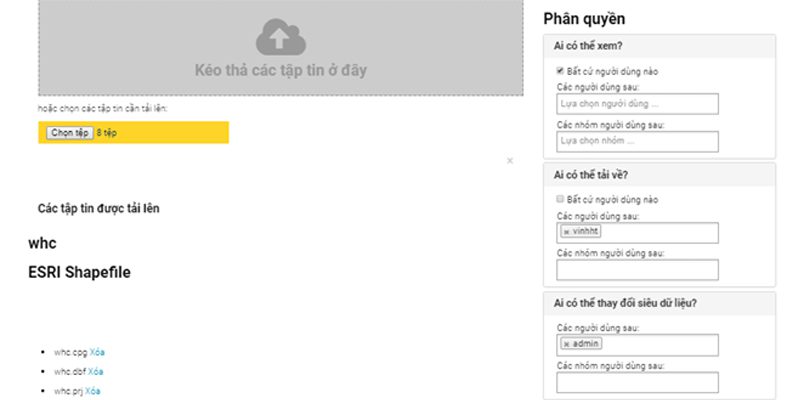 Kéo thả các tập tin ở đây
hoặc chọn các tập tin cần tải lên:
Chọn tệp 8 tệp
×
Các tập tin được tải lên
whc
ESRI Shapefile
whc.cpg Xóa
whc.dbf Xóa
whc.prj Xóa
Phân quyền
Ai có thể xem?
Bất cứ người dùng nào
Các người dùng sau:
Lựa chọn người dùng ...
Các nhóm người dùng sau:
Lựa chọn nhóm ...
Ai có thể tải về?
Bất cứ người dùng nào
Các người dùng sau:
× vinhht
Các nhóm người dùng sau:
Ai có thể thay đổi siêu dữ liệu?
Các người dùng sau:
× admin
Các nhóm người dùng sau: